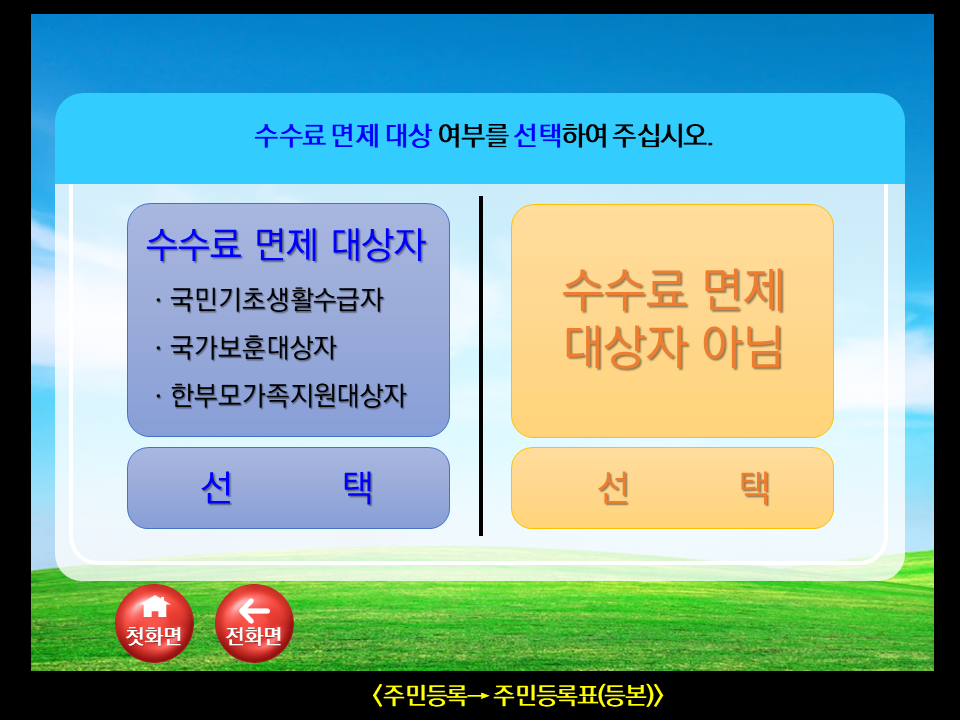 수수료 면제 대상 여부를 선택하여 주십시오.
수수료 면제 대상자
· 국민기초생활수급자
· 국가보훈대상자
· 한부모가족지원대상자
선 택
수수료 면제
대상자 아님
선 택
첫화면
전화면
<주민등록→ 주민등록표(등본)>